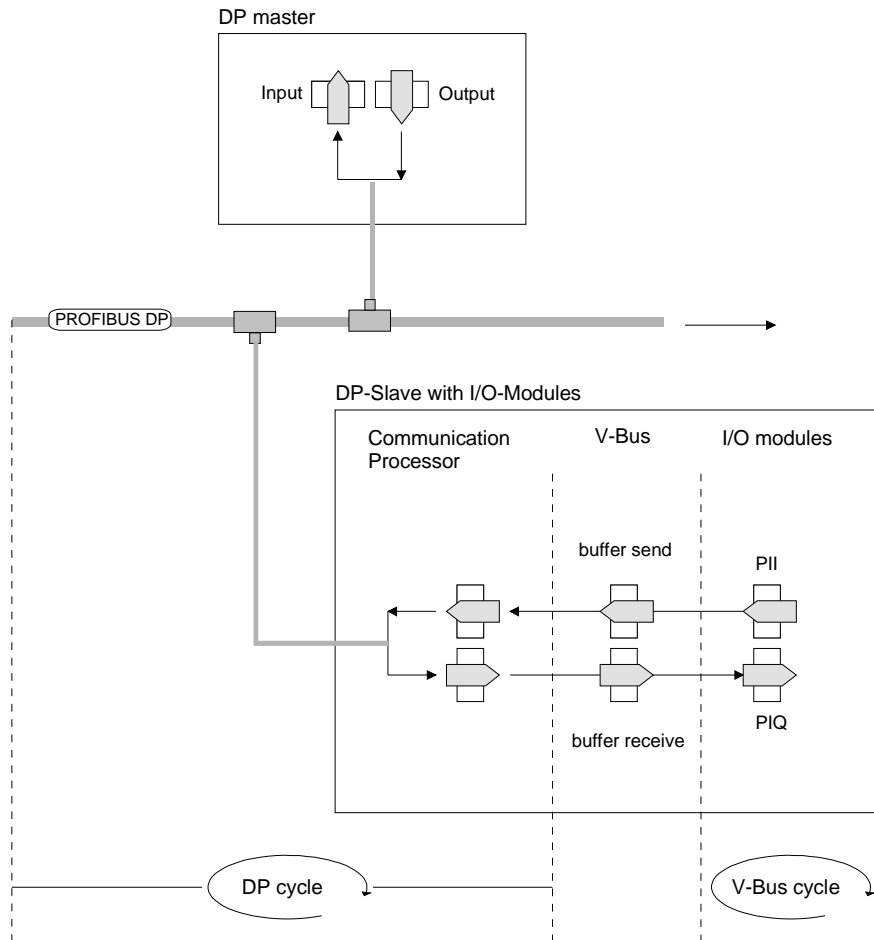 DP master
Input
Output
PROFIBUS DP
DP-Slave with I/O-Modules
Communication
Processor
V-Bus
I/O modules
buffer send
PII
buffer receive
PIQ
DP cycle
V-Bus cycle